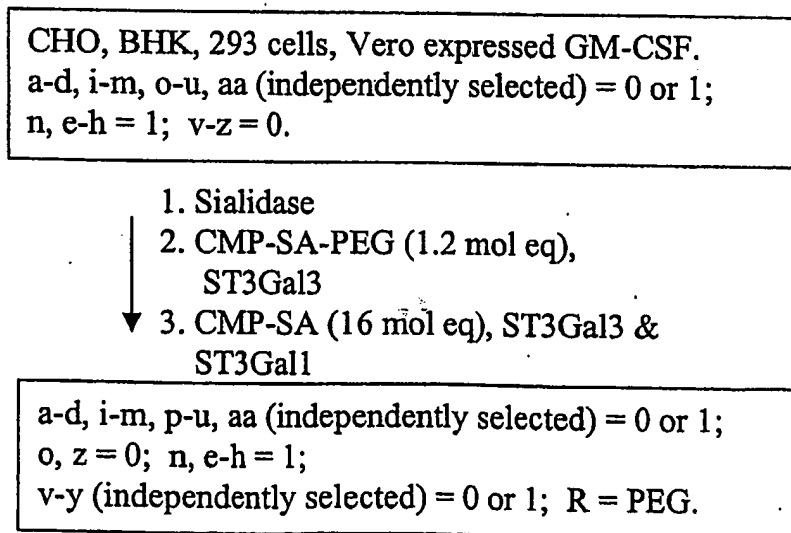 CHO, BHK, 293 cells, Vero expressed GM-CSF.
a-d, i-m, o-u, aa (independently selected) = 0 or 1;
n, e-h = 1; v-z = 0.
1. Sialidase
2. CMP-SA-PEG (1.2 mol eq),
ST3Gal3
3. CMP-SA (16 mol eq), ST3Gal3 &
ST3Gal1
a-d, i-m, p-u, aa (independently selected) = 0 or 1;
o, z = 0; n, e-h = 1;
v-y (independently selected) = 0 or 1; R = PEG.